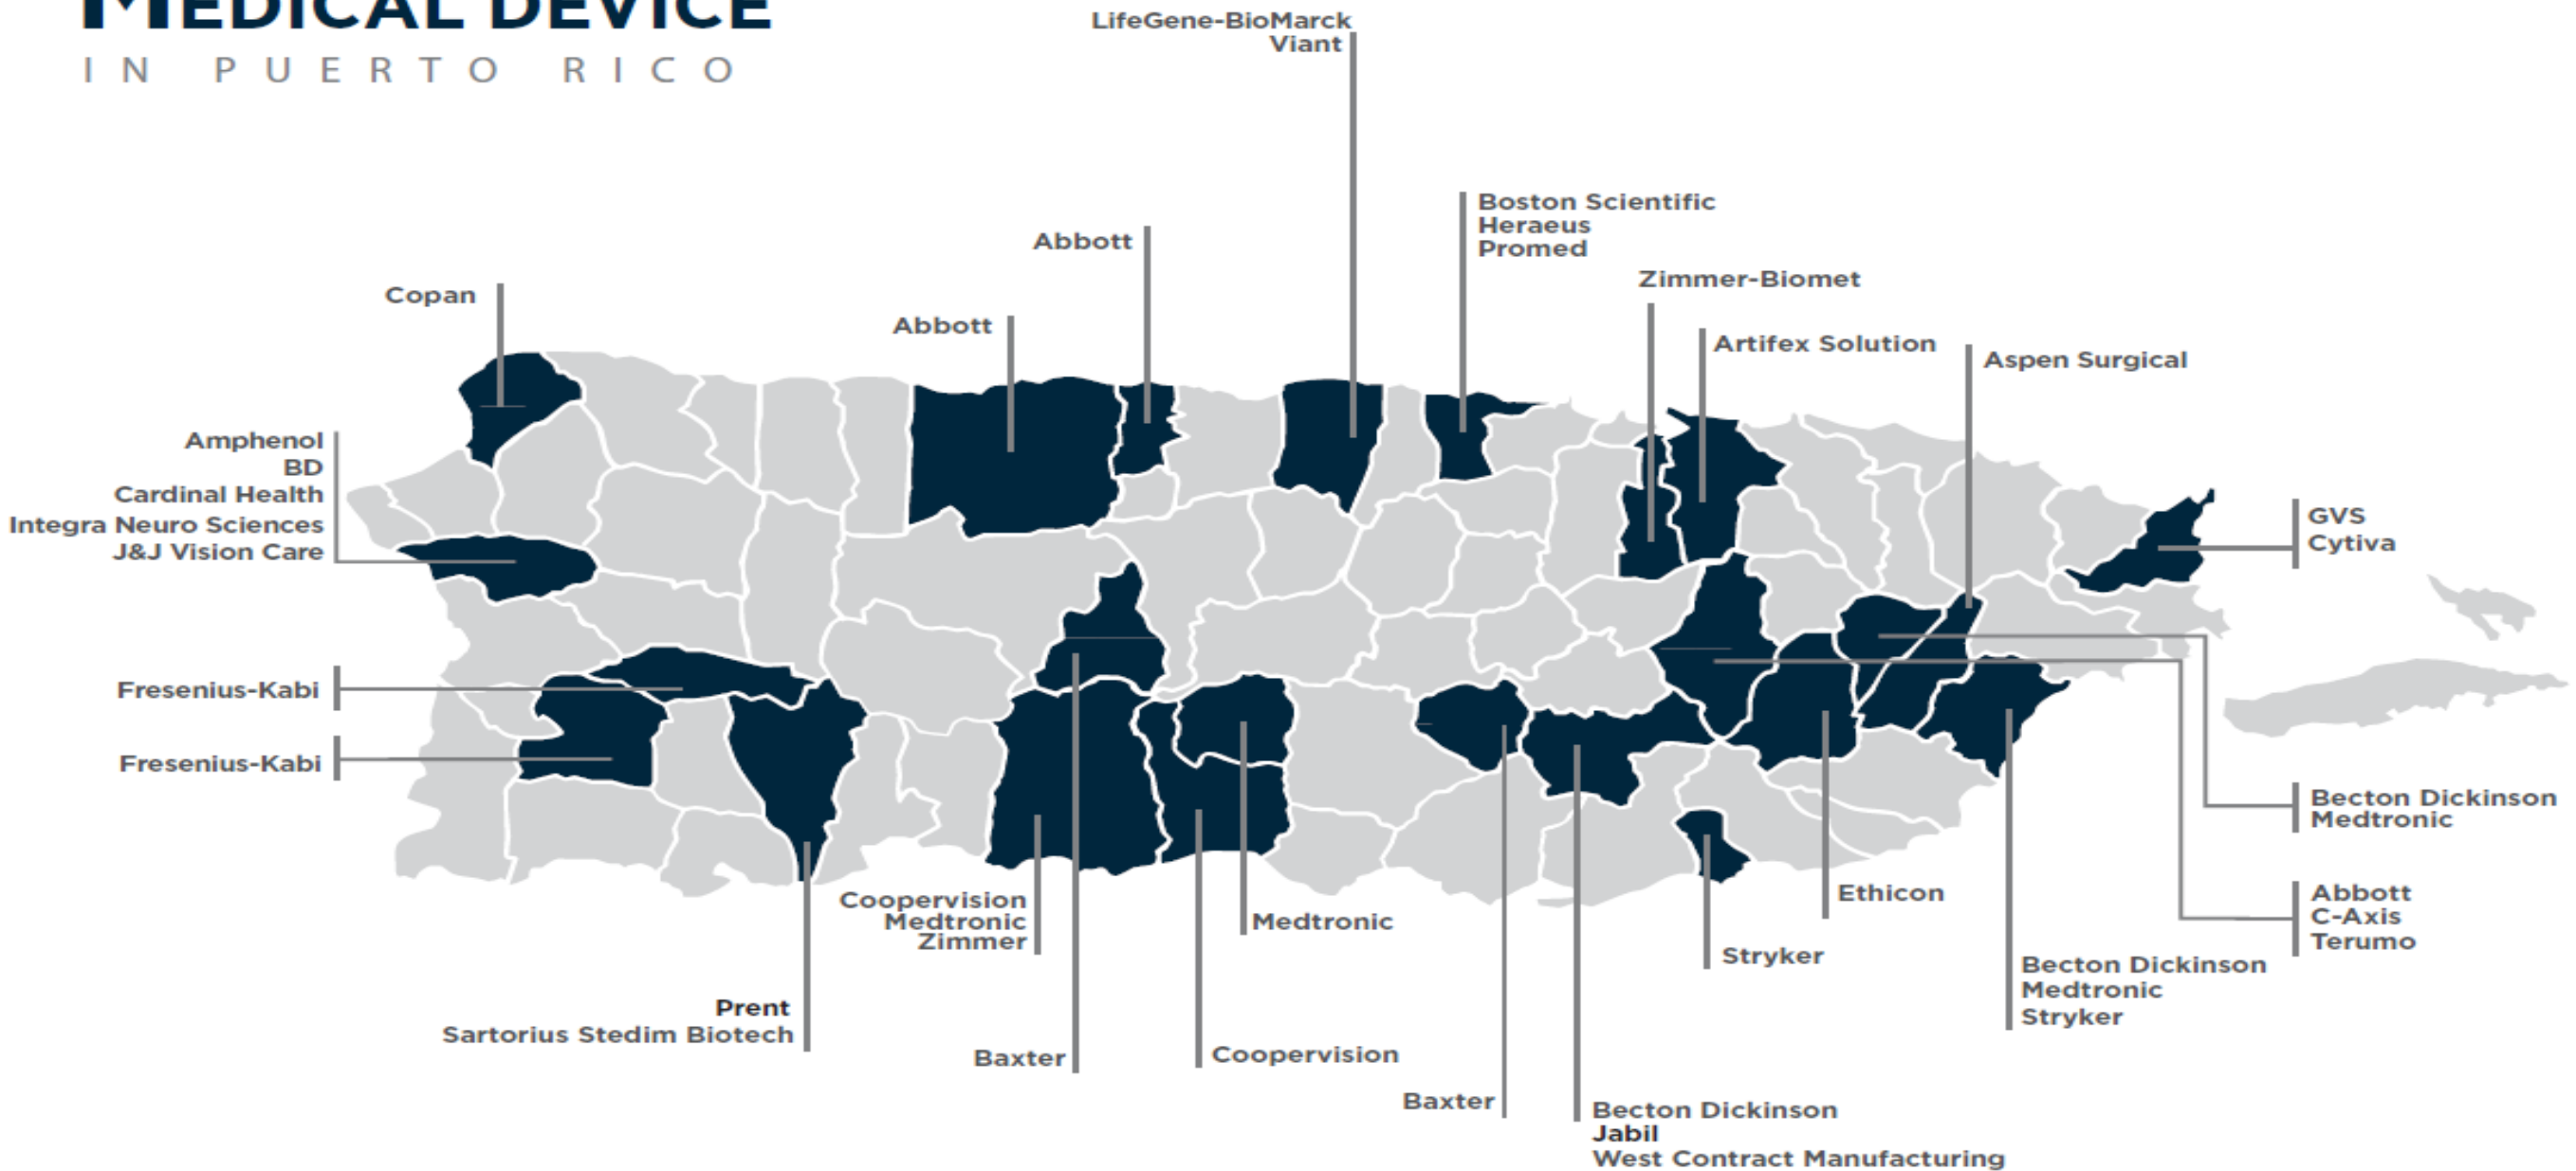 MEDICAL DEVICE
IN PUERTO RICO
LifeGene-BioMarck
Viant
Boston Scientific
Heraeus
Promed
Abbott
Zimmer-Biomet
Copan
Abbott
Artifex Solution
Aspen Surgical
Amphenol
BD
Cardinal Health
Integra Neuro Sciences
J&J Vision Care
GVS
Cytiva
Fresenius-Kabi
Fresenius-Kabi
Becton Dickinson
Medtronic
Abbott
C-Axis
Terumo
Coopervision
Medtronic
Zimmer
Medtronic
Ethicon
Stryker
Becton Dickinson
Medtronic
Stryker
Prent
Sartorius Stedim Biotech
Baxter
Coopervision
Baxter
Becton Dickinson
Jabil
West Contract Manufacturing